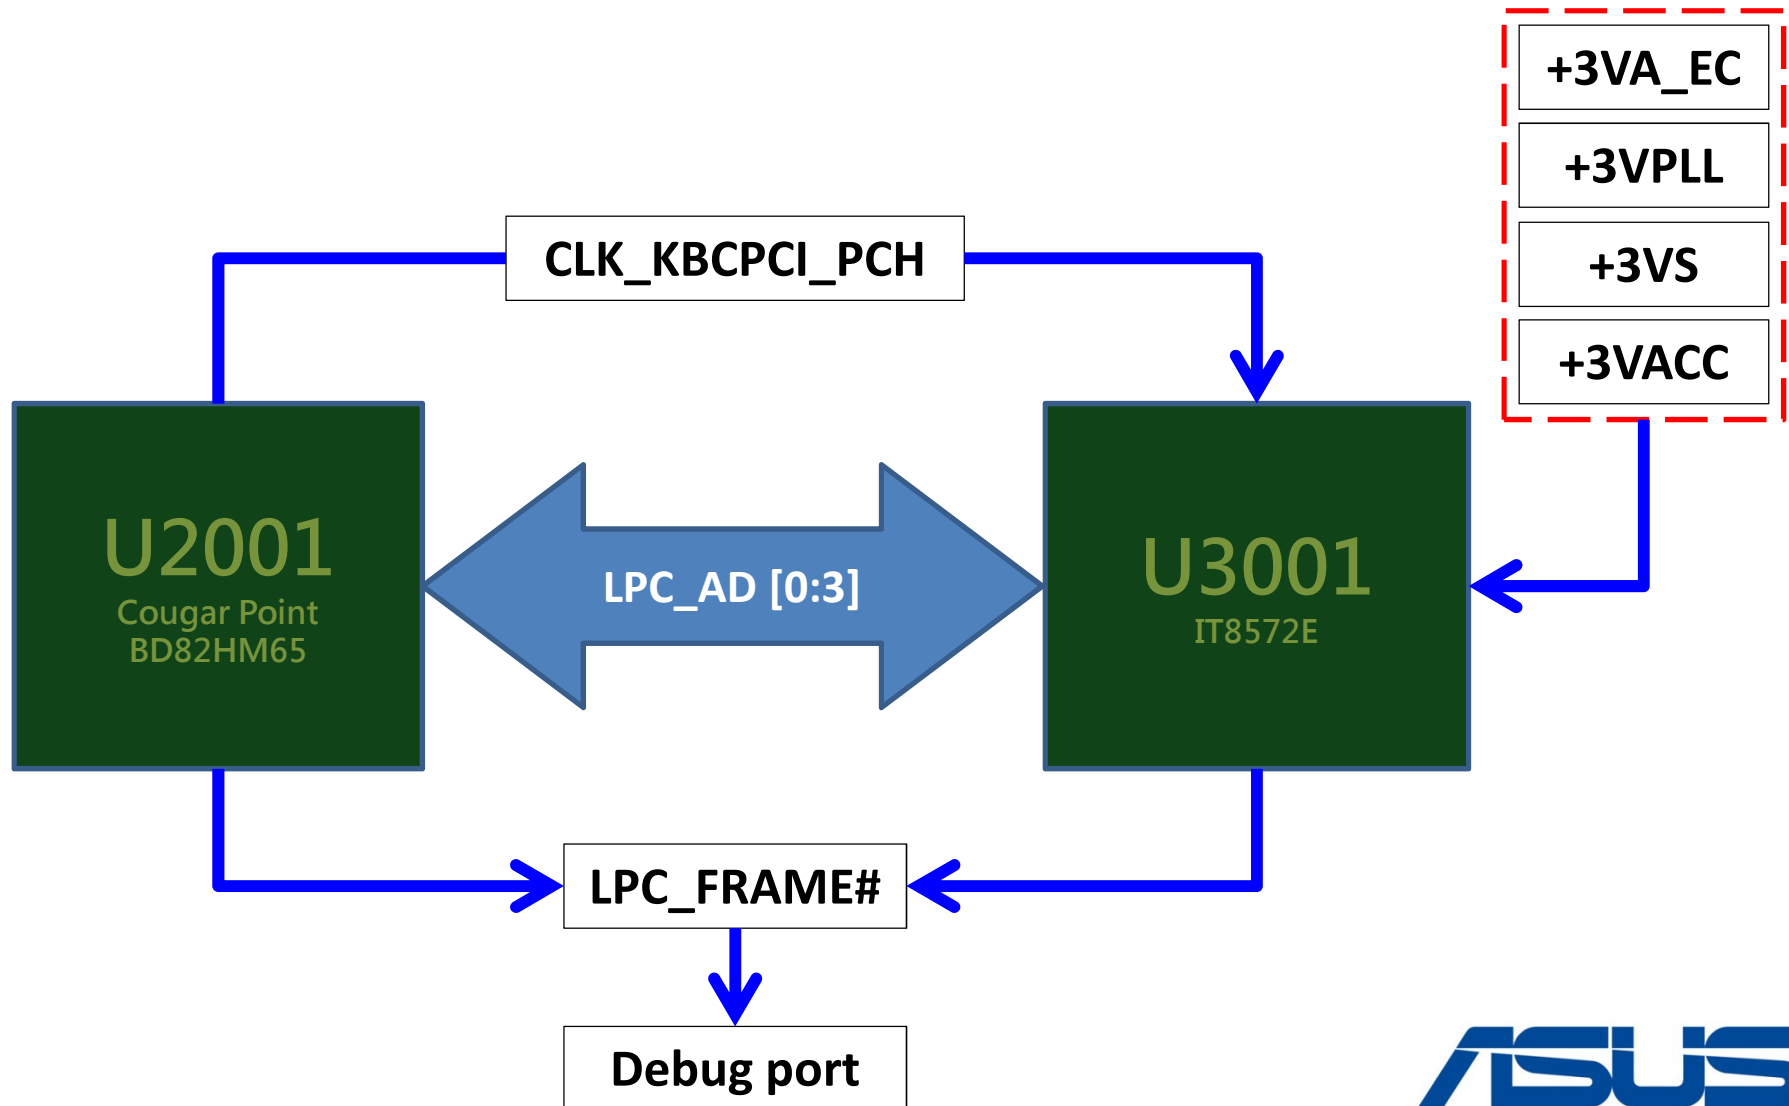 +3VA_EC
+3VPLL
+3VS
+3VACC
CLK_KBCPCI_PCH
U2001
Cougar Point
BD82HM65
LPC_AD [0:3]
U3001
IT8572E
LPC_FRAME#
Debug port
ASUS